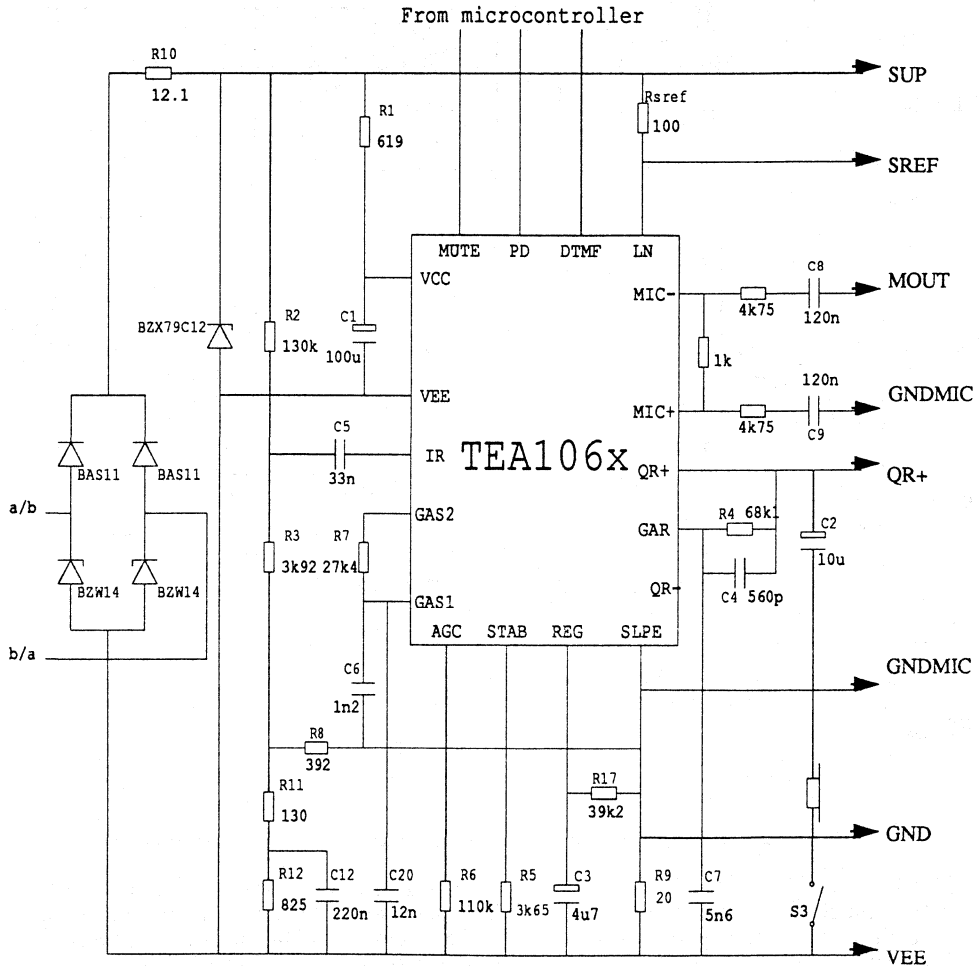 From microcontroller
R10
12.1
SUP
R1
619
Rsref
100
SREF
MUTE PD DTMF LN
VCC
MIC-
C8
4k75
120n
MOUT
BZX79C12
R2
130k
C1
100u
1k
VEE
MIC+
120n
4k75
C9
GNDMIC
C5
33n
IR
TEA106x
QR+
QR+
BAS11
BAS11
a/b
GAS2
GAR
R4
68k1
C2
10u
R3
3k92
R7
27k4
BZW14
BZW14
QR-
C4
560p
GAS1
b/a
AGC STAB REG SLPE
C6
1n2
GNDMIC
R8
392
R11
130
R17
39k2
GND
R12
825
C12
220n
C20
12n
R6
110k
R5
3k65
C3
4u7
R9
20
C7
5n6
S3
VEE